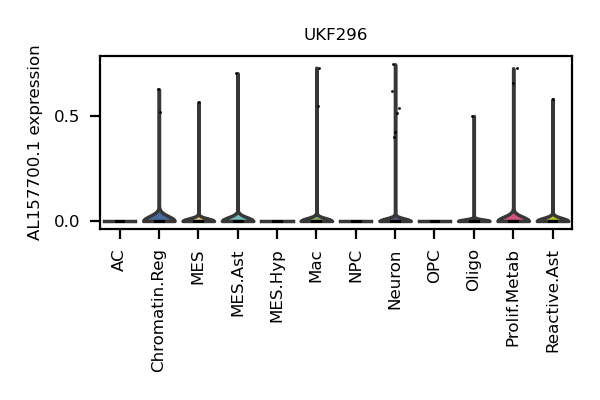 UKF296
AL157700.1 expression
0.5
0.0
AC
Chromatin.Reg
MES
MES.Ast
MES.Hyp
Mac
NPC
Neuron
OPC
Oligo
Prolif.Metab
Reactive.Ast